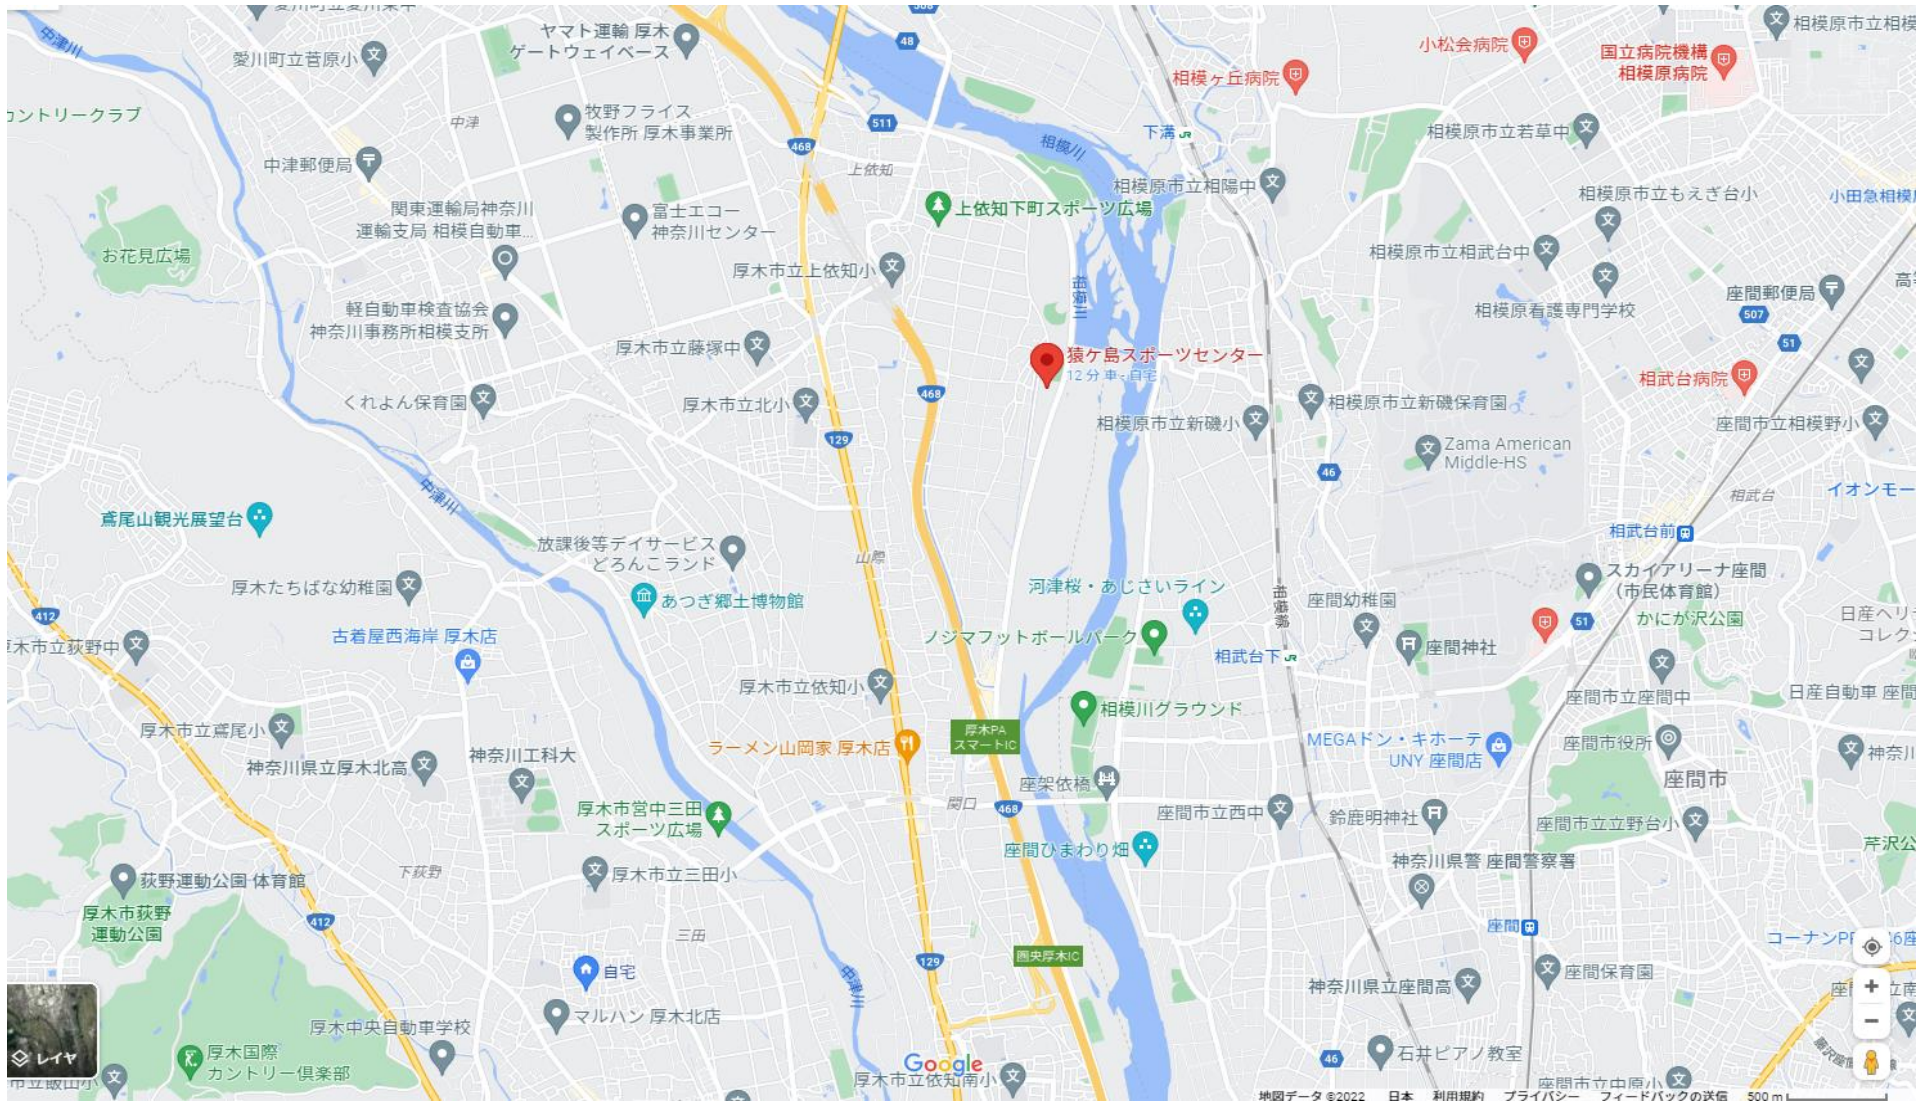 中津川
愛川町立菅原小
ヤマト運輸 厚木
ゲートウェイベース
48
相模ヶ丘病院
小松会病院
国立病院機構
相模原病院
カントリークラブ
中津
牧野フライス
製作所 厚木事業所
511
468
相模川
下溝
相模原市立若草中
中津郵便局
上依知
相模原市立相陽中
相模原市立もえぎ台小
関東運輸局神奈川
運輸支局 相模自動車...
富士エコー
神奈川センター
上依知下町スポーツ広場
お花見広場
厚木市立上依知小
相模原市立相武台中
相模川
座間郵便局
軽自動車検査協会
神奈川事務所相模支所
相模原看護専門学校
507
厚木市立藤塚中
猿ケ島スポーツセンター
12 分 車 - 自宅
51
相武台病院
くれよん保育園
厚木市立北小
468
相模原市立新磯小
相模原市立新磯保育園
座間市立相模野小
129
Zama American
Middle-HS
46
中津川
相武台
鳶尾山観光展望台
放課後等デイサービス
どろんこランド
山際
相武台前
厚木たちばな幼稚園
あつぎ郷土博物館
河津桜・あじさいライン
相模線
座間幼稚園
スカイアリーナ座間
(市民体育館)
412
古着屋西海岸 厚木店
ノジマフットボールパーク
51
かにが沢公園
相武台下
座間神社
厚木市立依知小
座間市立座間中
厚木市立鳶尾小
相模川グラウンド
神奈川県立厚木北高
神奈川工科大
ラーメン山岡家 厚木店
厚木PA
スマートIC
MEGAドン・キホーテ
UNY 座間店
座間市役所
座間市
座架依橋
関口
468
厚木市営中三田
スポーツ広場
座間市立西中
鈴鹿明神社
座間市立立野台小
座間ひまわり畑
神奈川県警 座間警察署
荻野運動公園 体育館
下荻野
厚木市立三田小
厚木市荻野
運動公園
412
三田
座間
129
圏央厚木IC
自宅
中津川
座間保育園
神奈川県立座間高
マルハン 厚木北店
厚木中央自動車学校
レイヤ
厚木国際
カントリー倶楽部
Google
厚木市立依知南小
46
石井ピアノ教室
座間市立中原小
地図データ ©2022 日本 利用規約 プライバシー フィードバックの送信 500 m